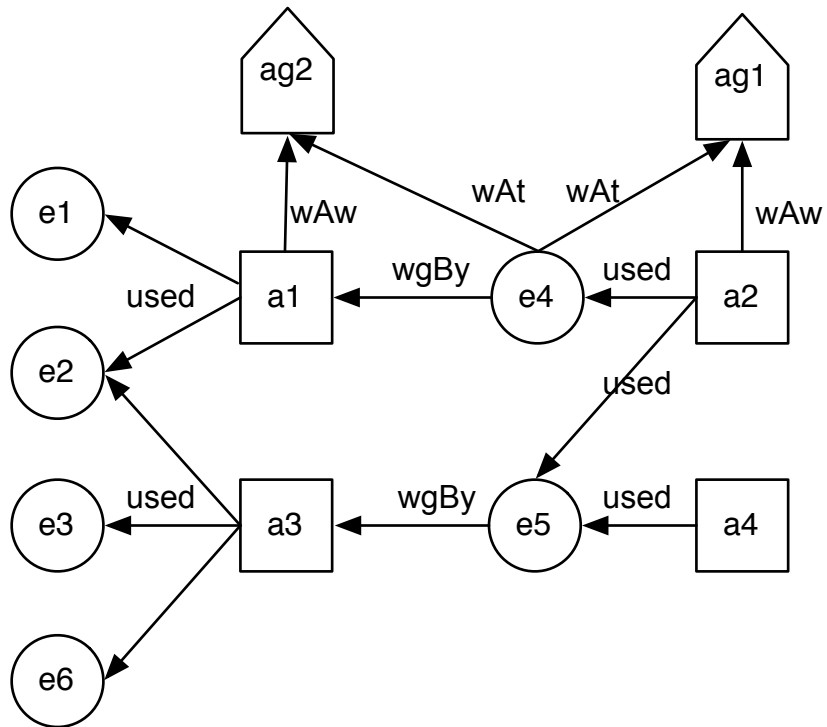 ag2
ag1
wAt wAt
e1
wAw
wAw
wgBy
used
used
a1
e4
a2
e2
used
used
wgBy
used
e3
a3
e5
a4
e6